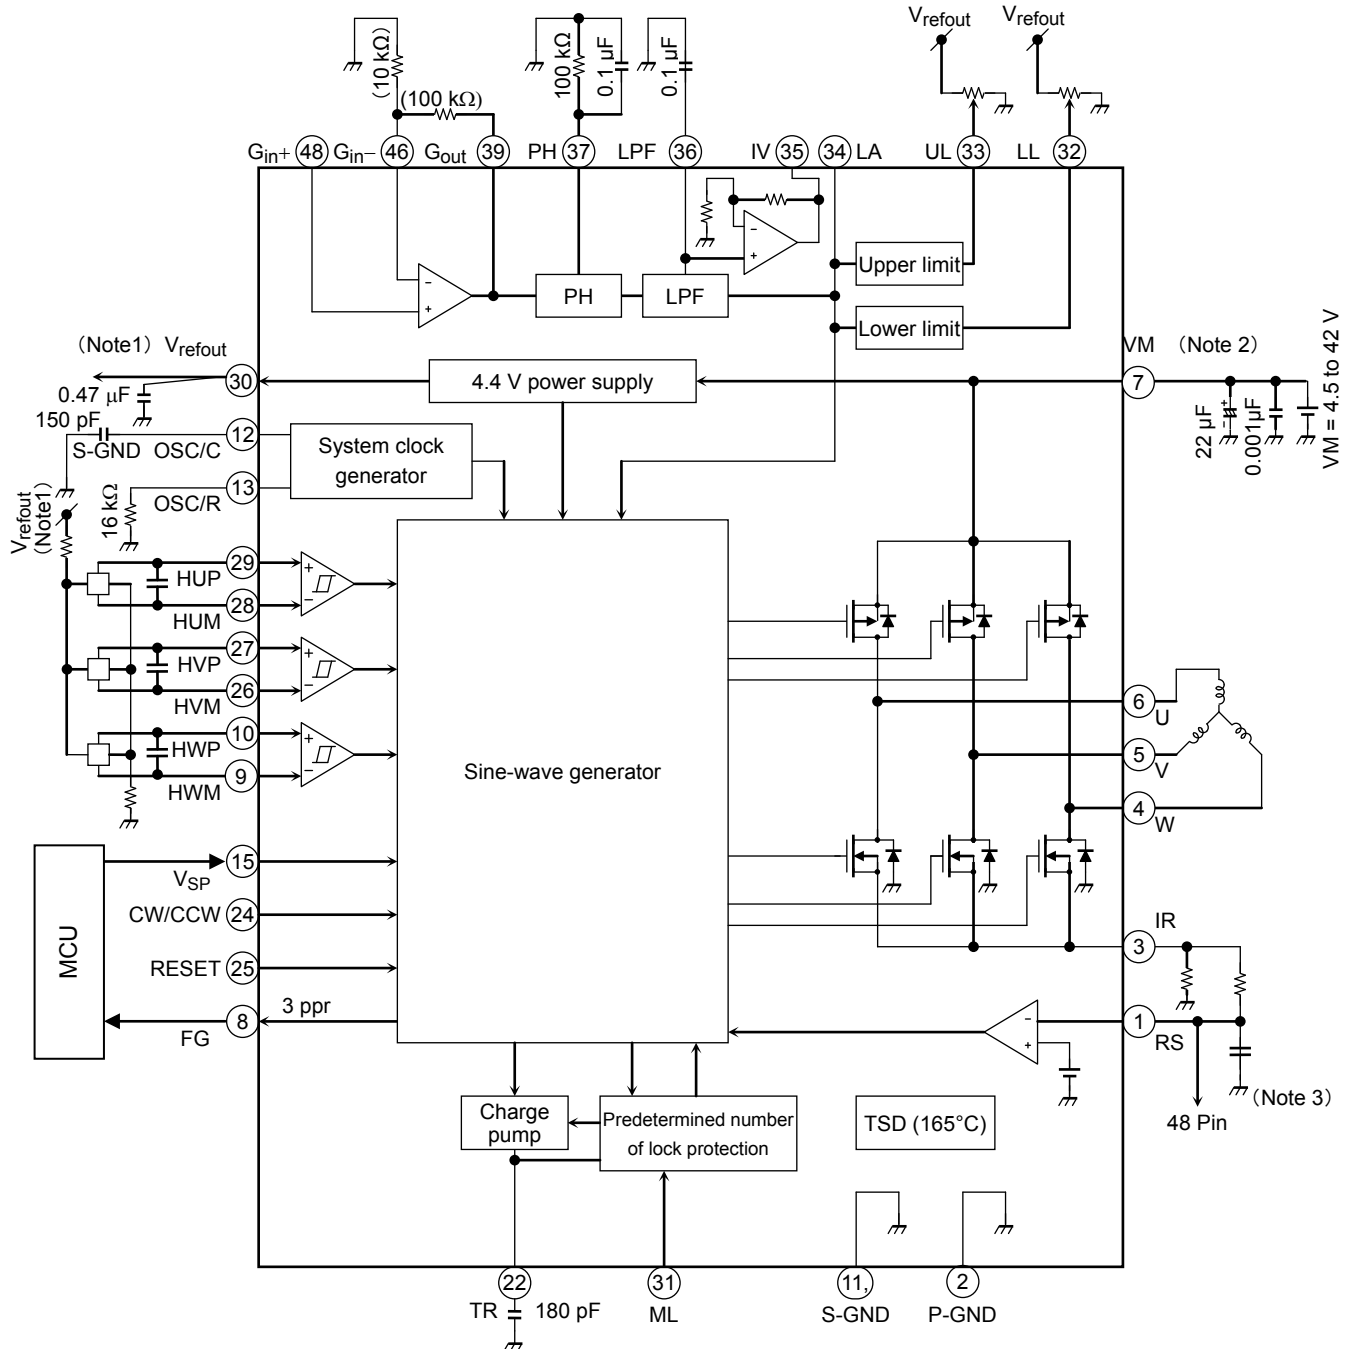 Vrefout
Vrefout
(10 kΩ)
(100 kΩ)
100 kΩ
0.1 μF
0.1 μF
Gin+ 48
Gin− 46
Gout 39
PH 37
LPF 36
IV 35
34 LA
UL 33
LL 32
−
+
−
+
PH
LPF
Upper limit
Lower limit
(Note1) Vrefout
30
0.47 μF
4.4 V power supply
VM (Note 2)
7
22 μF
+
-
0.001μF
VM = 4.5 to 42 V
150 pF
S-GND
OSC/C
12
System clock
generator
13
OSC/R
16 kΩ
Vrefout
(Note1)
29
HUP
28
HUM
+
−
27
HVP
26
HVM
+
−
10
HWP
9
HWM
+
−
Sine-wave generator
6
U
5
V
4
W
MCU
15
VSP
CW/CCW 24
RESET 25
8
FG
3 ppr
IR
3
1
RS
−
+
(Note 3)
48 Pin
Charge
pump
Predetermined number
of lock protection
TSD (165°C)
22
TR
180 pF
31
ML
11,
S-GND
2
P-GND